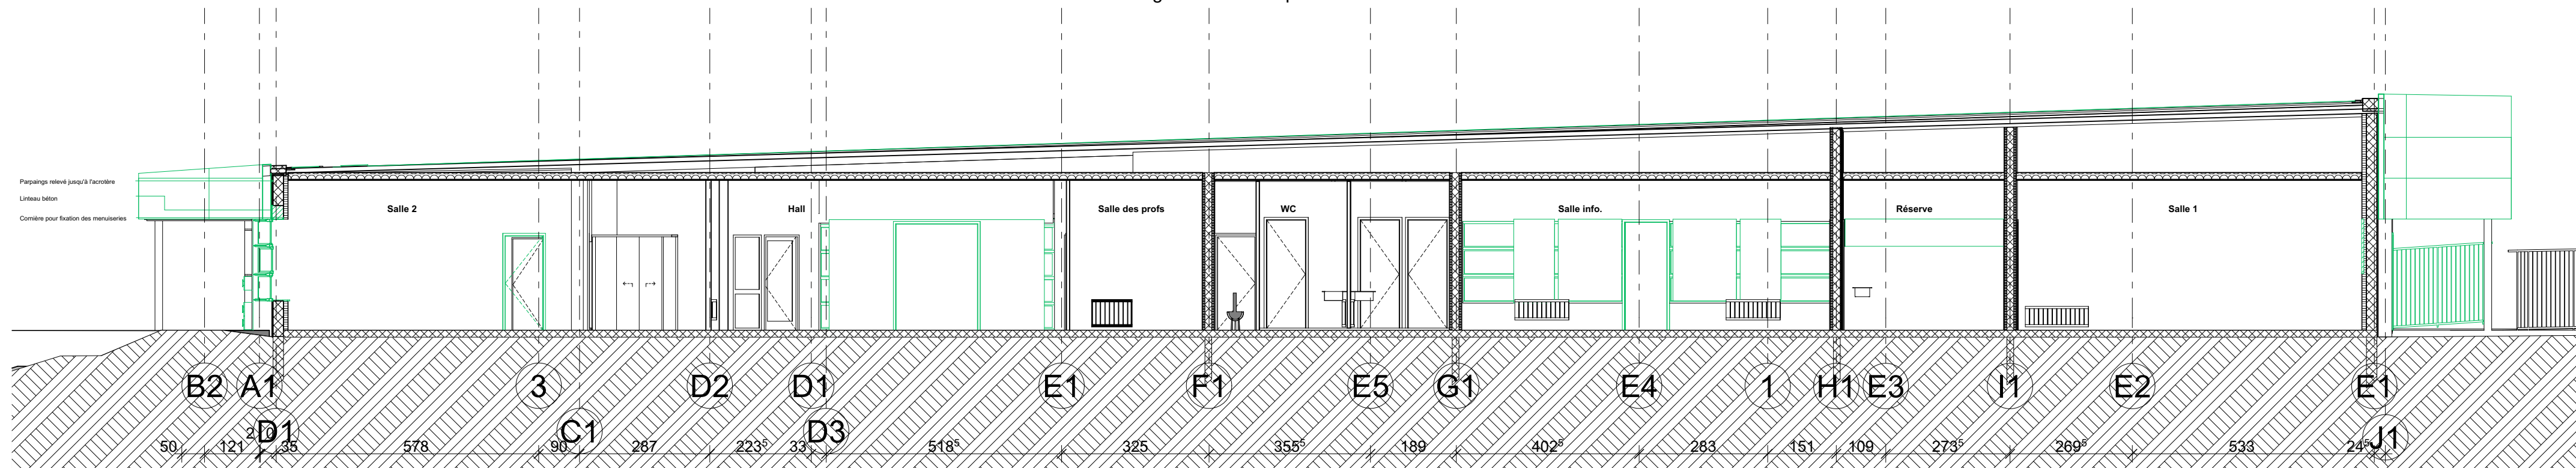 Parpaings relevé jusqu'à l'acrotère
Linteau béton
Cornière pour fixation des menuiseries
Salle 2
Hall
Salle des profs
WC
Salle info.
Réserve
Salle 1
B2 A1 3 D2 D1 E1 F1 E5 G1 E4 1 H1 E3 I1 E2 E1
D1 C1 D3 J1
50 121 35 578 90 287 223⁵ 33 518⁵ 325 355⁵ 189 402⁵ 283 151 109 273⁵ 269⁵ 533 24⁵